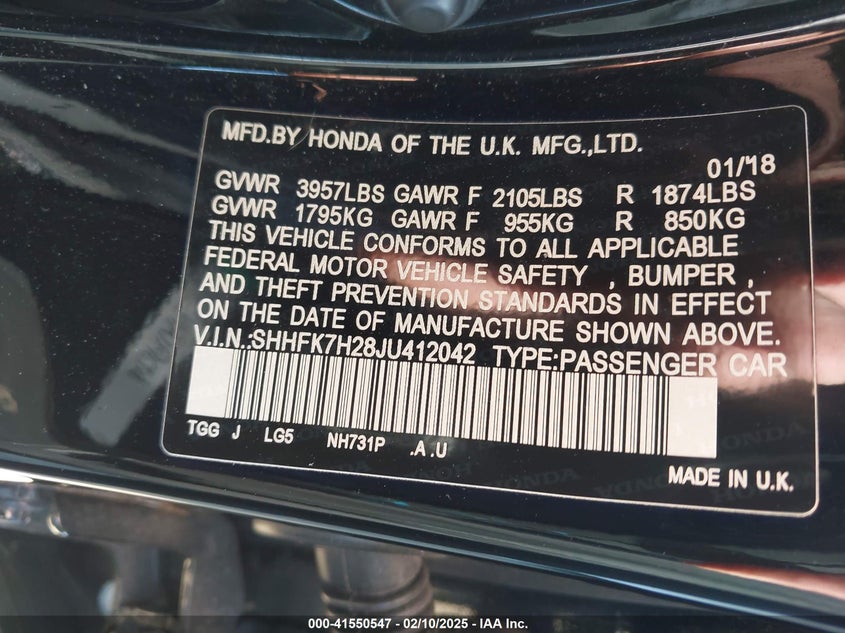 MFD.BY HONDA OF THE U.K. MFG.,LTD.
01/18
GVWR 3957LBS GAWR F 2105LBS R 1874LBS
GVWR 1795KG GAWR F 955KG R 850KG
THIS VEHICLE CONFORMS TO ALL APPLICABLE
FEDERAL MOTOR VEHICLE SAFETY , BUMPER ,
AND THEFT PREVENTION STANDARDS IN EFFECT
ON THE DATE OF MANUFACTURE SHOWN ABOVE.
V.I.N.:SHHFK7H28JU412042 TYPE:PASSENGER CAR
TGG J LG5 NH731P .A .U
MADE IN U.K.
000-41550547 — 02/10/2025 — IAA Inc.